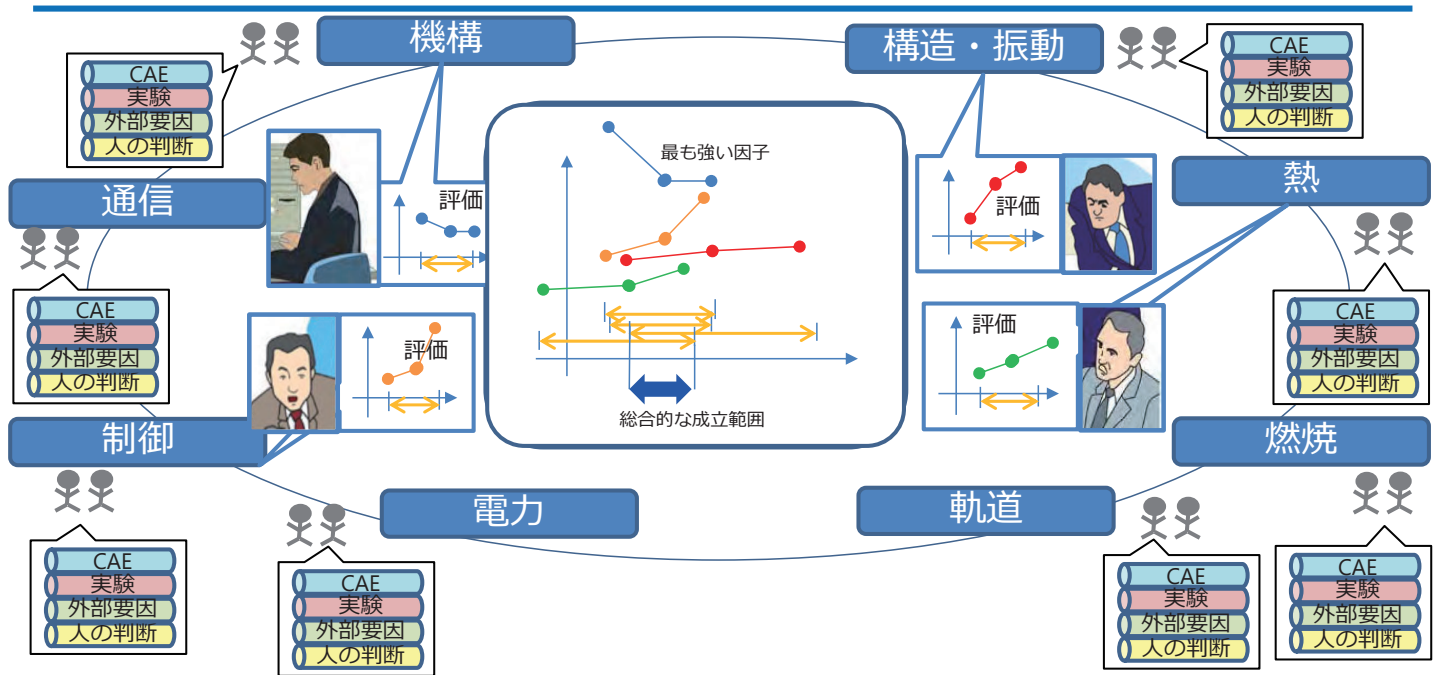 機構
構造・振動
CAE
実験
外部要因
人の判断
CAE
実験
外部要因
人の判断
通信
評価
最も強い因子
評価
熱
CAE
実験
外部要因
人の判断
評価
評価
CAE
実験
外部要因
人の判断
総合的な成立範囲
制御
燃焼
電力
軌道
CAE
実験
外部要因
人の判断
CAE
実験
外部要因
人の判断
CAE
実験
外部要因
人の判断
CAE
実験
外部要因
人の判断